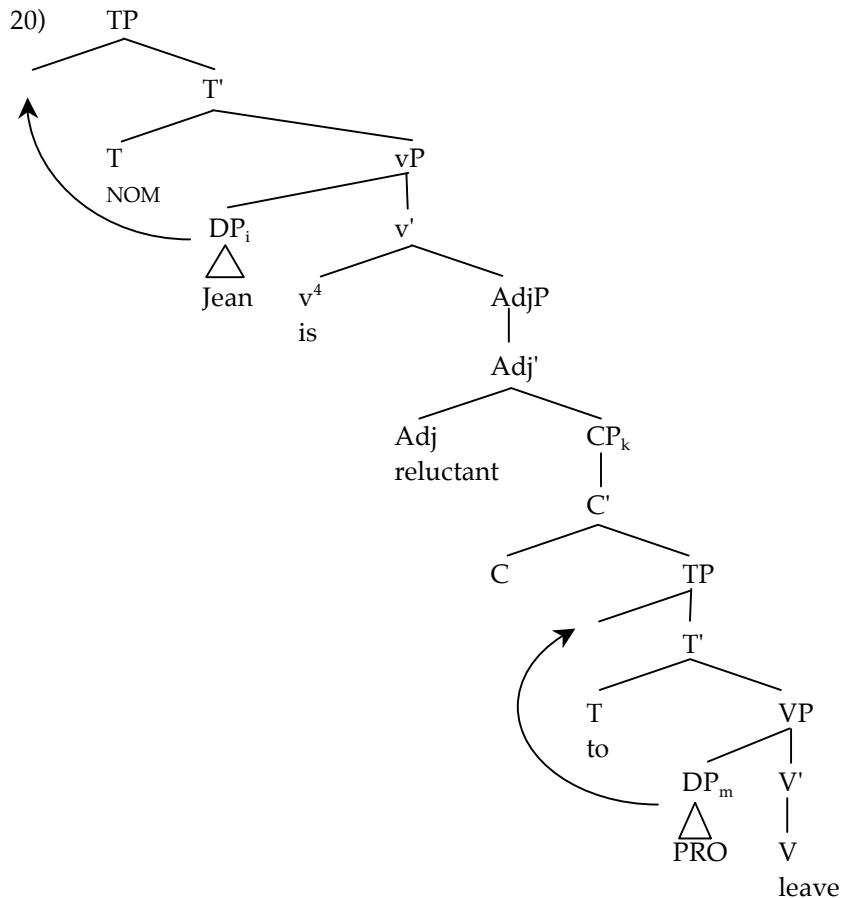 20) TP
T'
T vP
NOM
DPᵢ v'
Jean v⁴ AdjP
is
Adj'
Adj CPₖ
reluctant
C'
C TP
T'
T VP
to
DPₘ V'
PRO V
leave